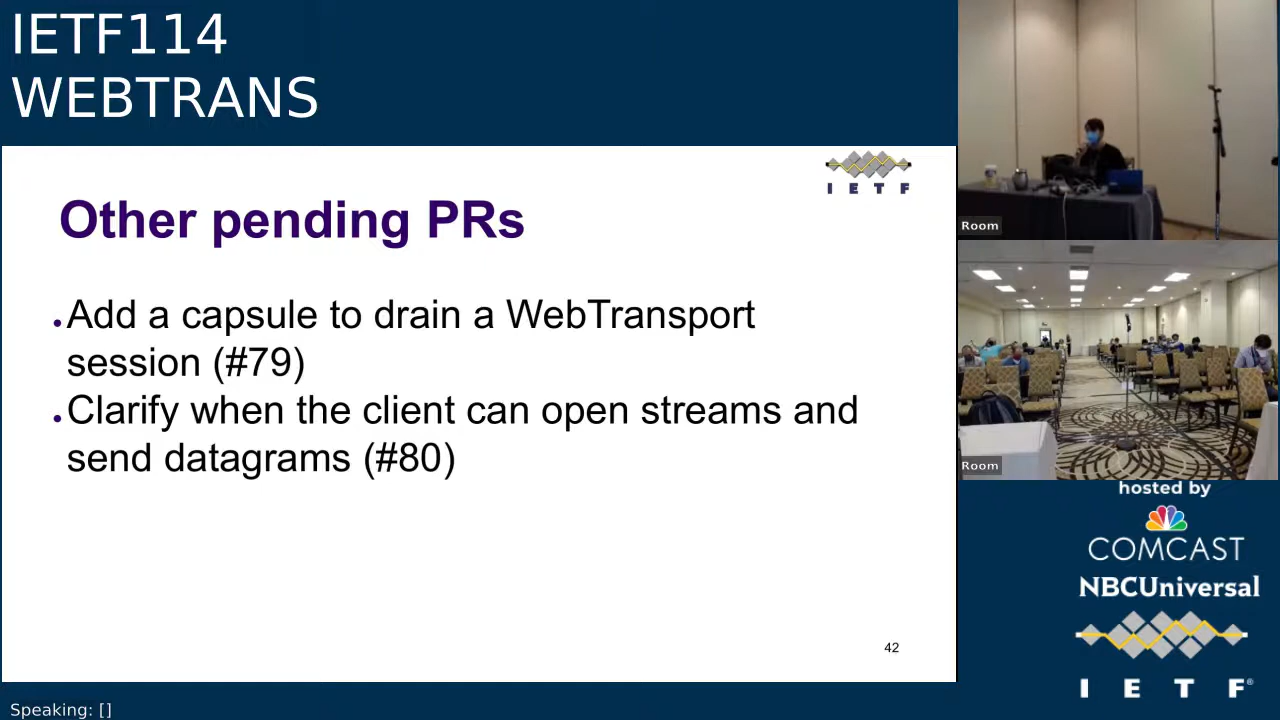 IETF114
WEBTRANS
I E T F
Other pending PRs
•Add a capsule to drain a WebTransport
session (#79)
•Clarify when the client can open streams and
send datagrams (#80)
42
Room
Room
hosted by
COMCAST
NBCUniversal
I E T F®
Speaking: []